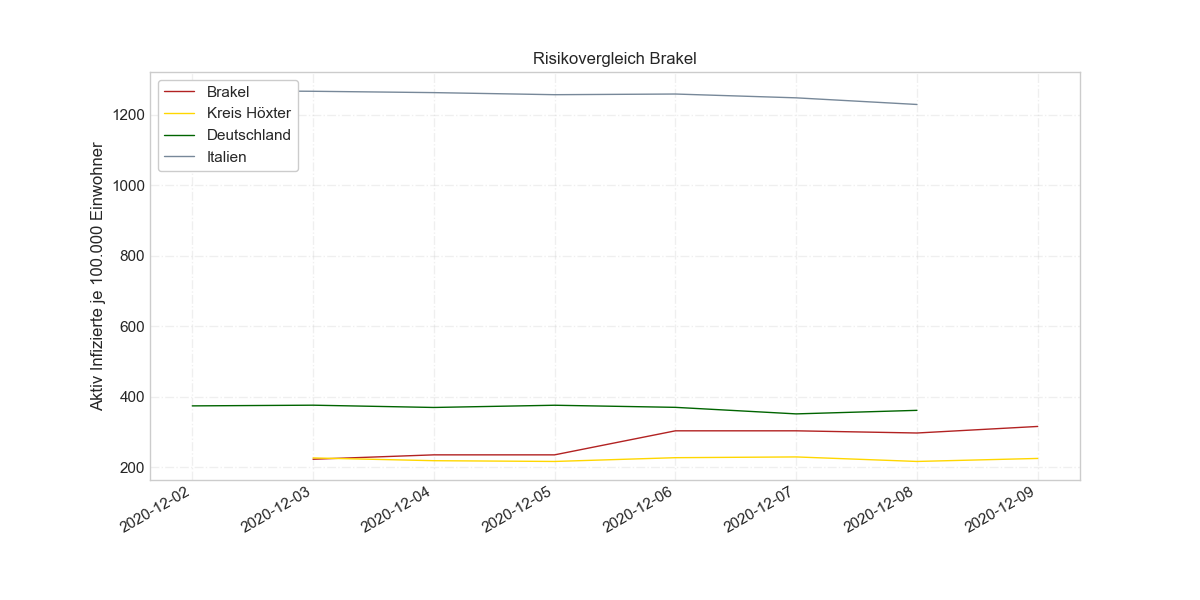 Risikovergleich Brakel
Aktiv Infizierte je 100.000 Einwohner
1200
1000
800
600
400
200
Brakel
Kreis Höxter
Deutschland
Italien
2020-12-02
2020-12-03
2020-12-04
2020-12-05
2020-12-06
2020-12-07
2020-12-08
2020-12-09